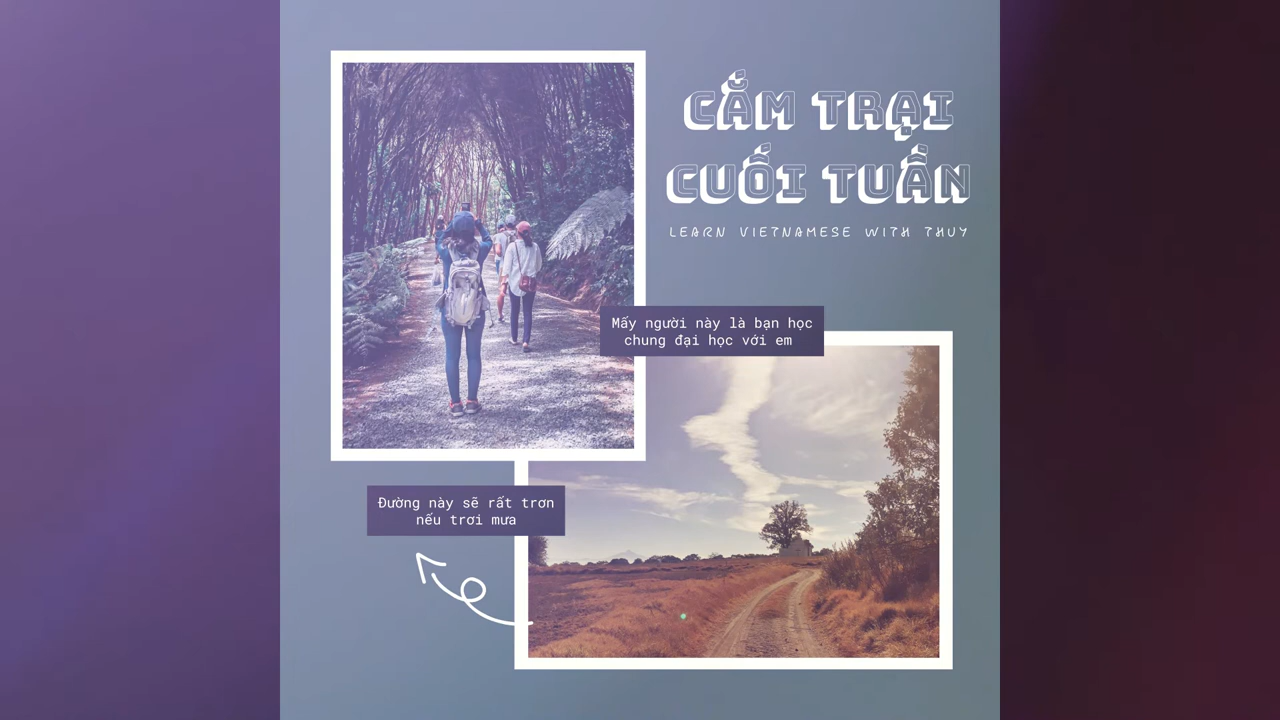 CẮM TRẠI
CUỐI TUẦN
LEARN VIETNAMESE WITH THUY
Mấy người này là bạn học
chung đại học với em
Đường này sẽ rất trơn
nếu trơi mưa